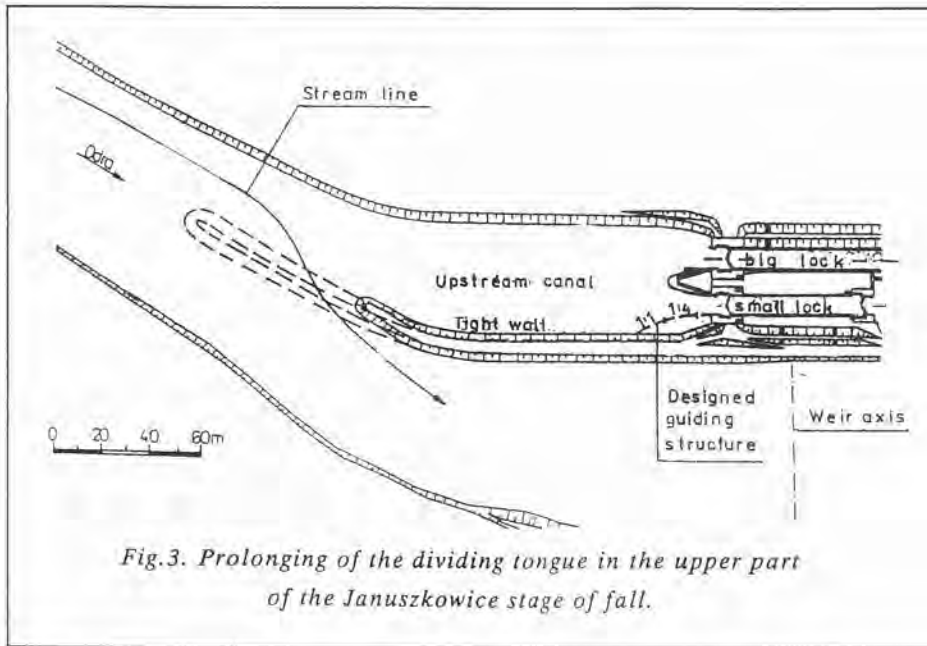 Stream line
Odra
Upstream canal
big lock
small lock
Tight wall
1:1 1:4
Designed
guiding
structure
Weir axis
0 20 40 60m
Fig.3. Prolonging of the dividing tongue in the upper part
of the Januszkowice stage of fall.